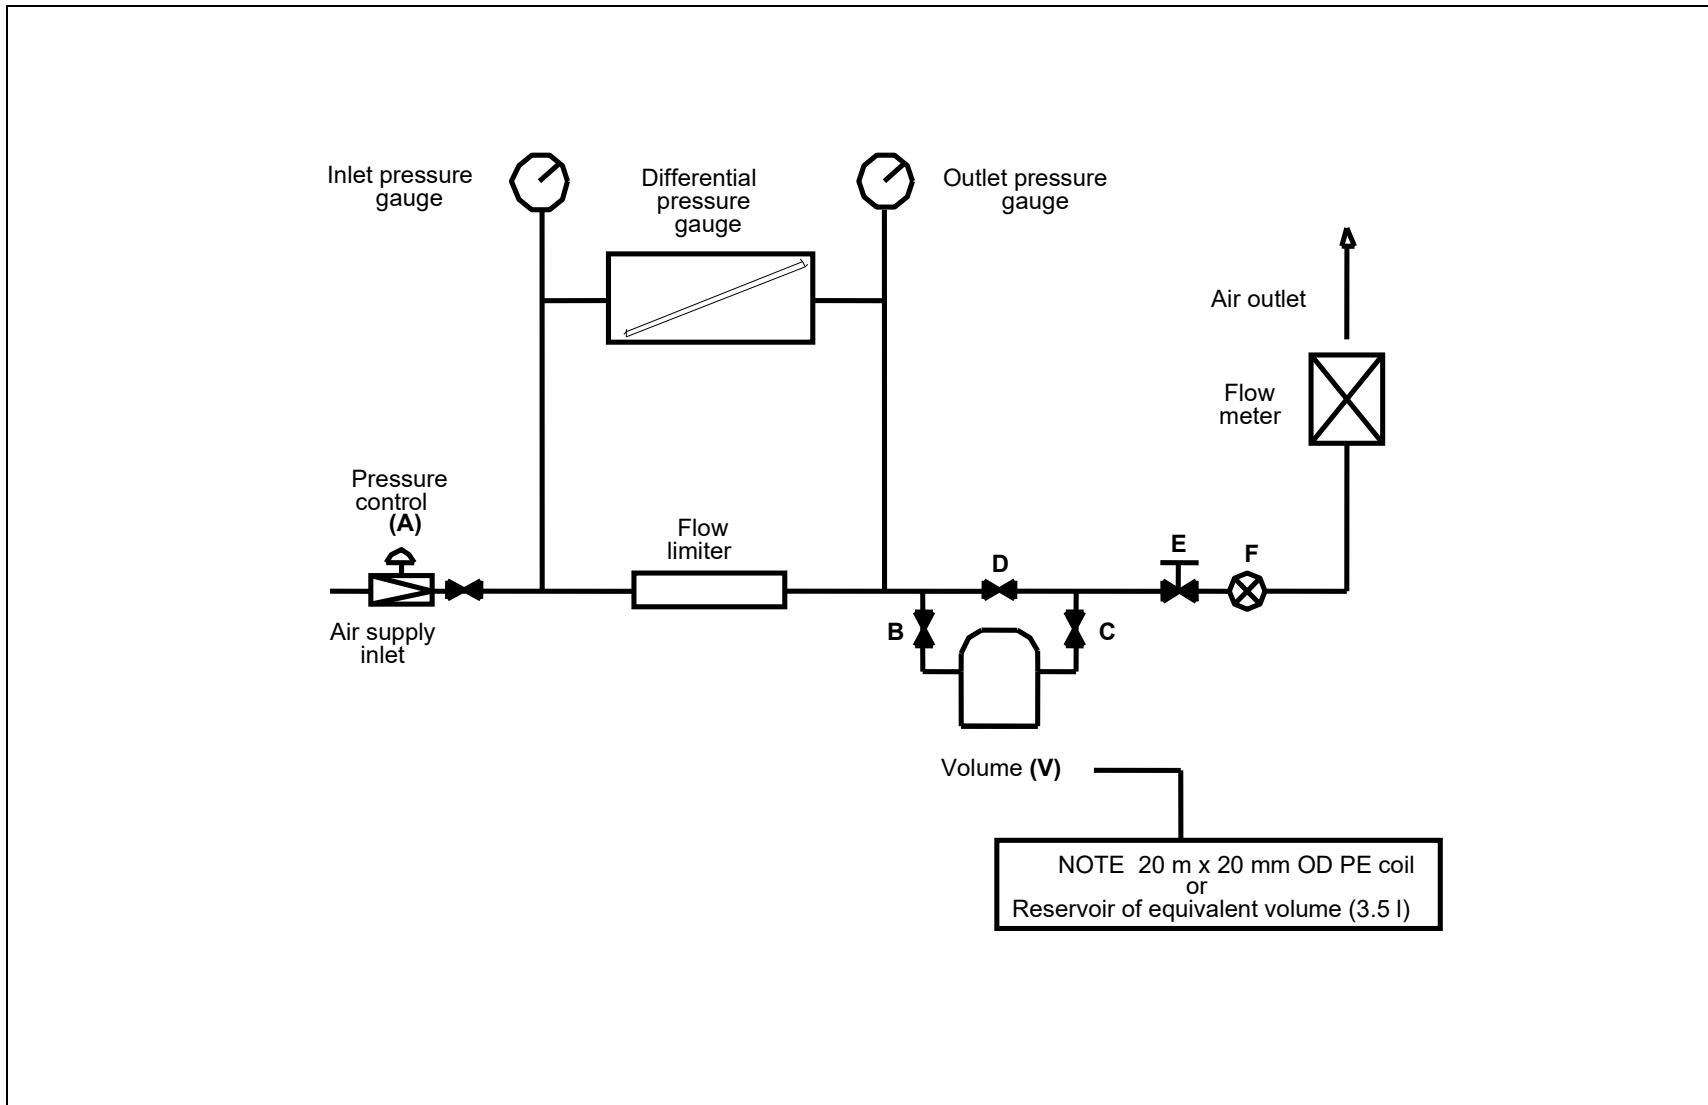 Inlet pressure
gauge
Differential
pressure
gauge
Outlet pressure
gauge
Air outlet
Flow
meter
Pressure
control
(A)
Flow
limiter
D
E
F
Air supply
inlet
B
C
Volume (V)
NOTE 20 m x 20 mm OD PE coil
or
Reservoir of equivalent volume (3.5 l)